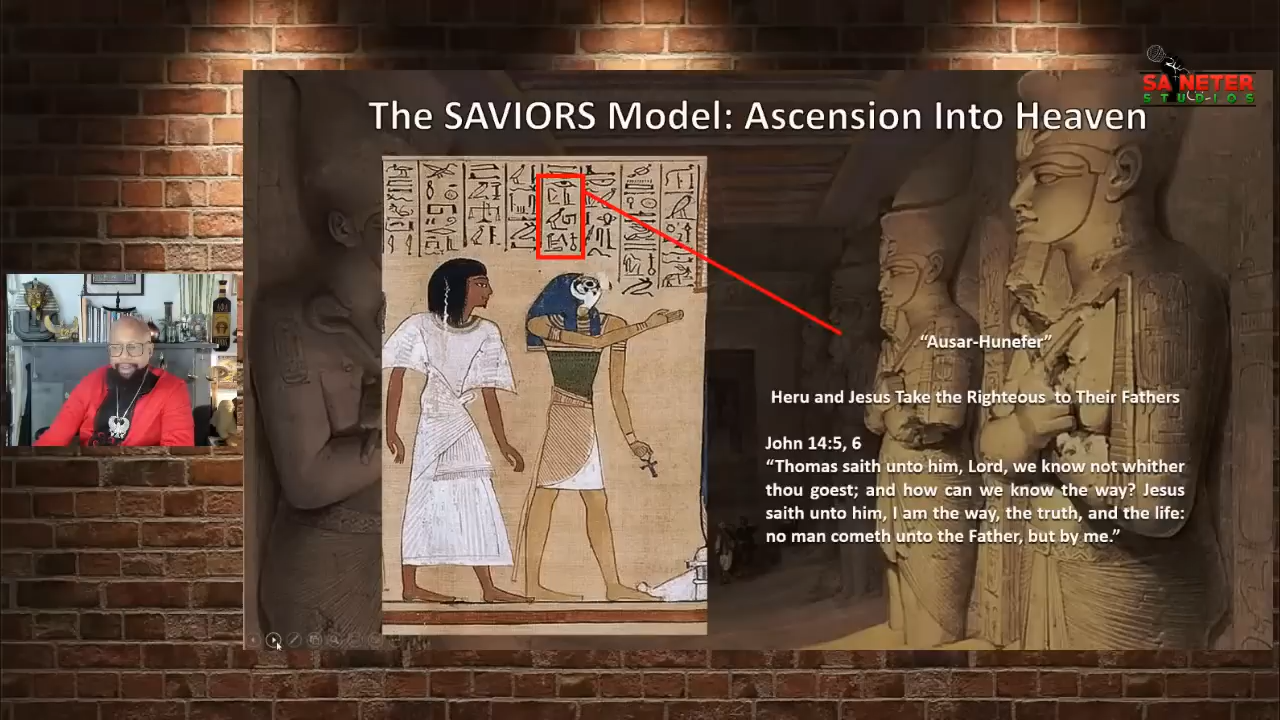 SA NETER
STUDIOS
The SAVIORS Model: Ascension Into Heaven
“Ausar-Hunefer”
Heru and Jesus Take the Righteous to Their Fathers
John 14:5, 6
“Thomas saith unto him, Lord, we know not whither
thou goest; and how can we know the way? Jesus
saith unto him, I am the way, the truth, and the life:
no man cometh unto the Father, but by me.”